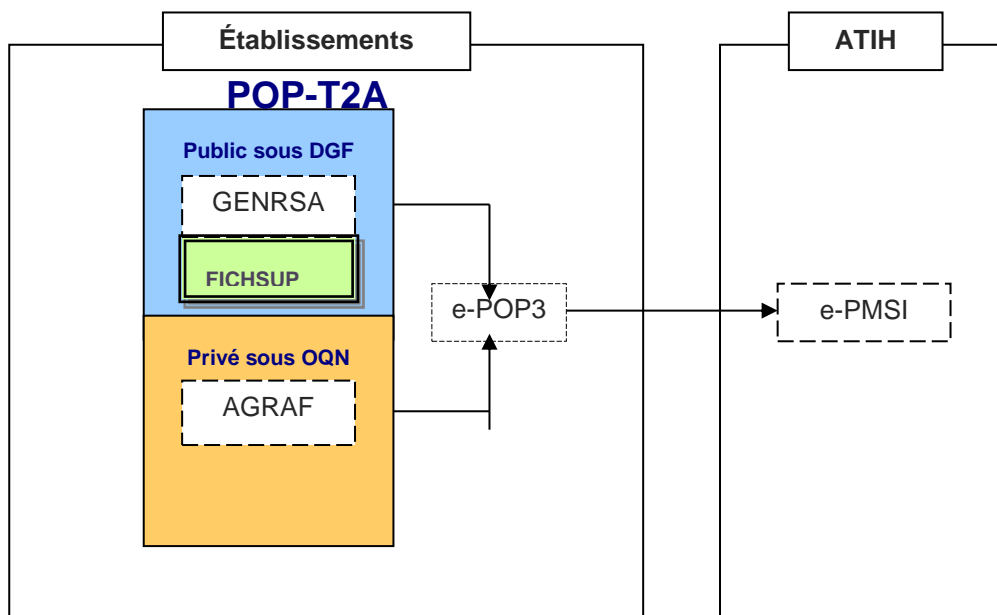 Établissements
ATIH
POP-T2A
Public sous DGF
GENRSA
FICHSUP
e-POP3
e-PMSI
Privé sous OQN
AGRAF